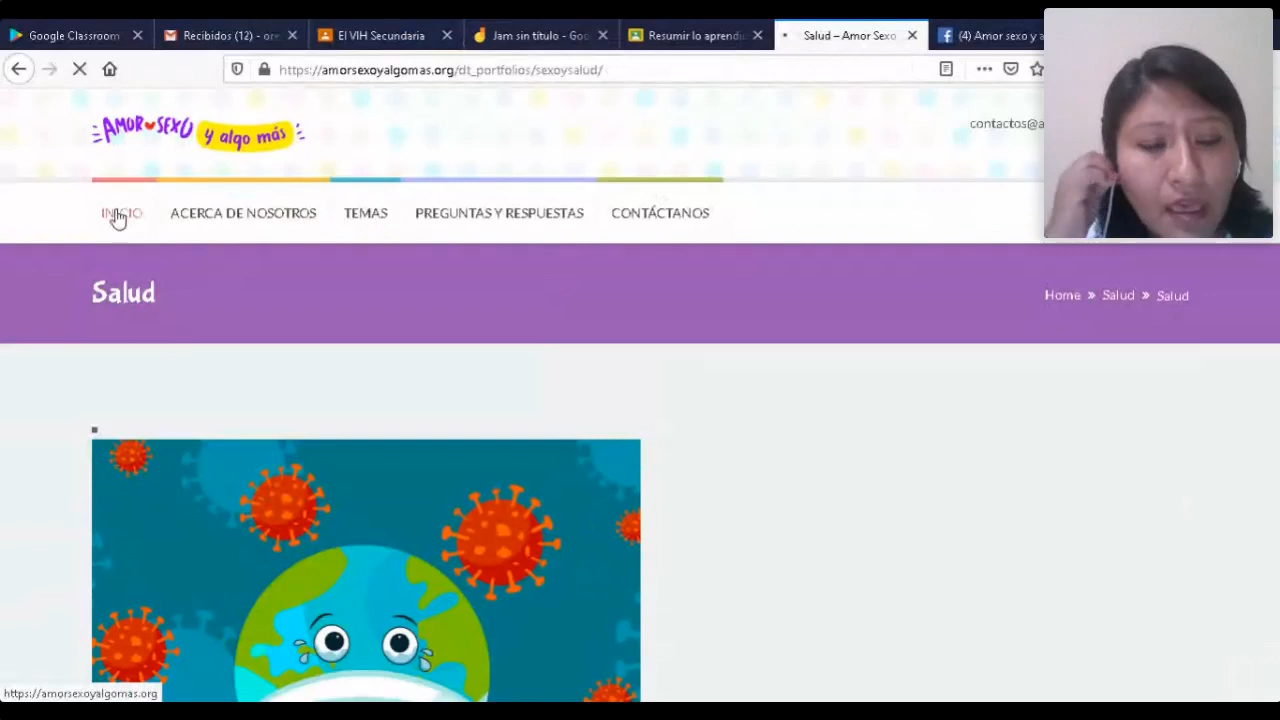 Google Classroom
Recibidos (12) - ore
El VIH Secundaria
Jam sin título - Goo
Resumir lo aprendi
Salud – Amor Sexo
(4) Amor sexo y a
https://amorsexoyalgomas.org/dt_portfolios/sexoysalud/
AMOR SEXO y algo más
contactos@a
INICIO
ACERCA DE NOSOTROS
TEMAS
PREGUNTAS Y RESPUESTAS
CONTÁCTANOS
Salud
Home » Salud » Salud
https://amorsexoyalgomas.org